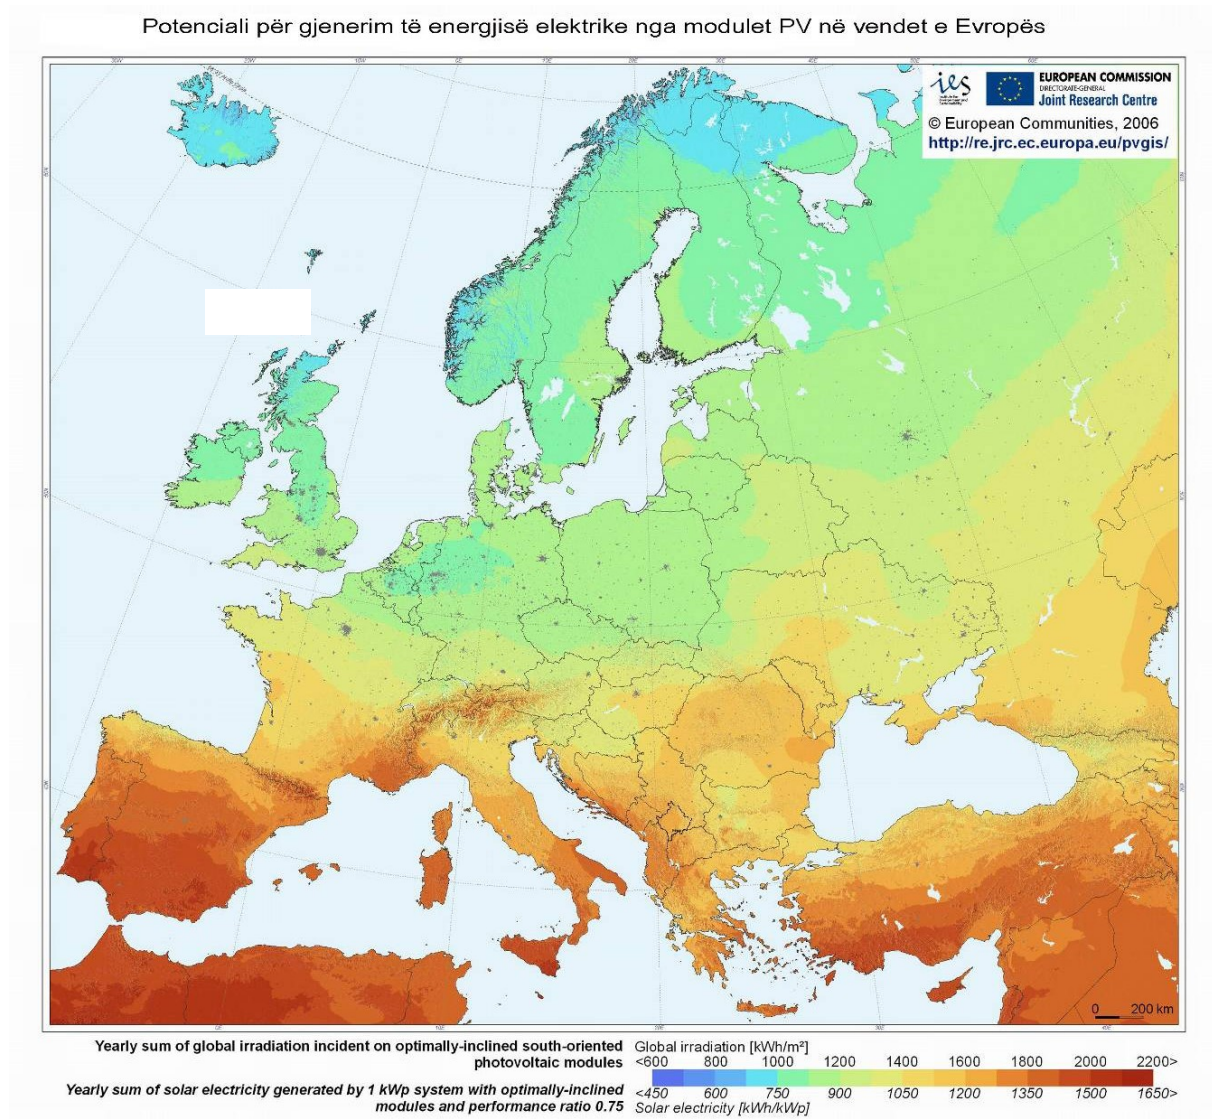 Potenciali për gjenerim të energjisë elektrike nga modulet PV në vendet e Evropës
ies
EUROPEAN COMMISSION
DIRECTORATE-GENERAL
Joint Research Centre
© European Communities, 2006
http://re.jrc.ec.europa.eu/pvgis/
0 200 km
Yearly sum of global irradiation incident on optimally-inclined south-oriented
photovoltaic modules
Global irradiation [kWh/m²]
<600 800 1000 1200 1400 1600 1800 2000 2200>
Yearly sum of solar electricity generated by 1 kWp system with optimally-inclined
modules and performance ratio 0.75
<450 600 750 900 1050 1200 1350 1500 1650>
Solar electricity [kWh/kWp]